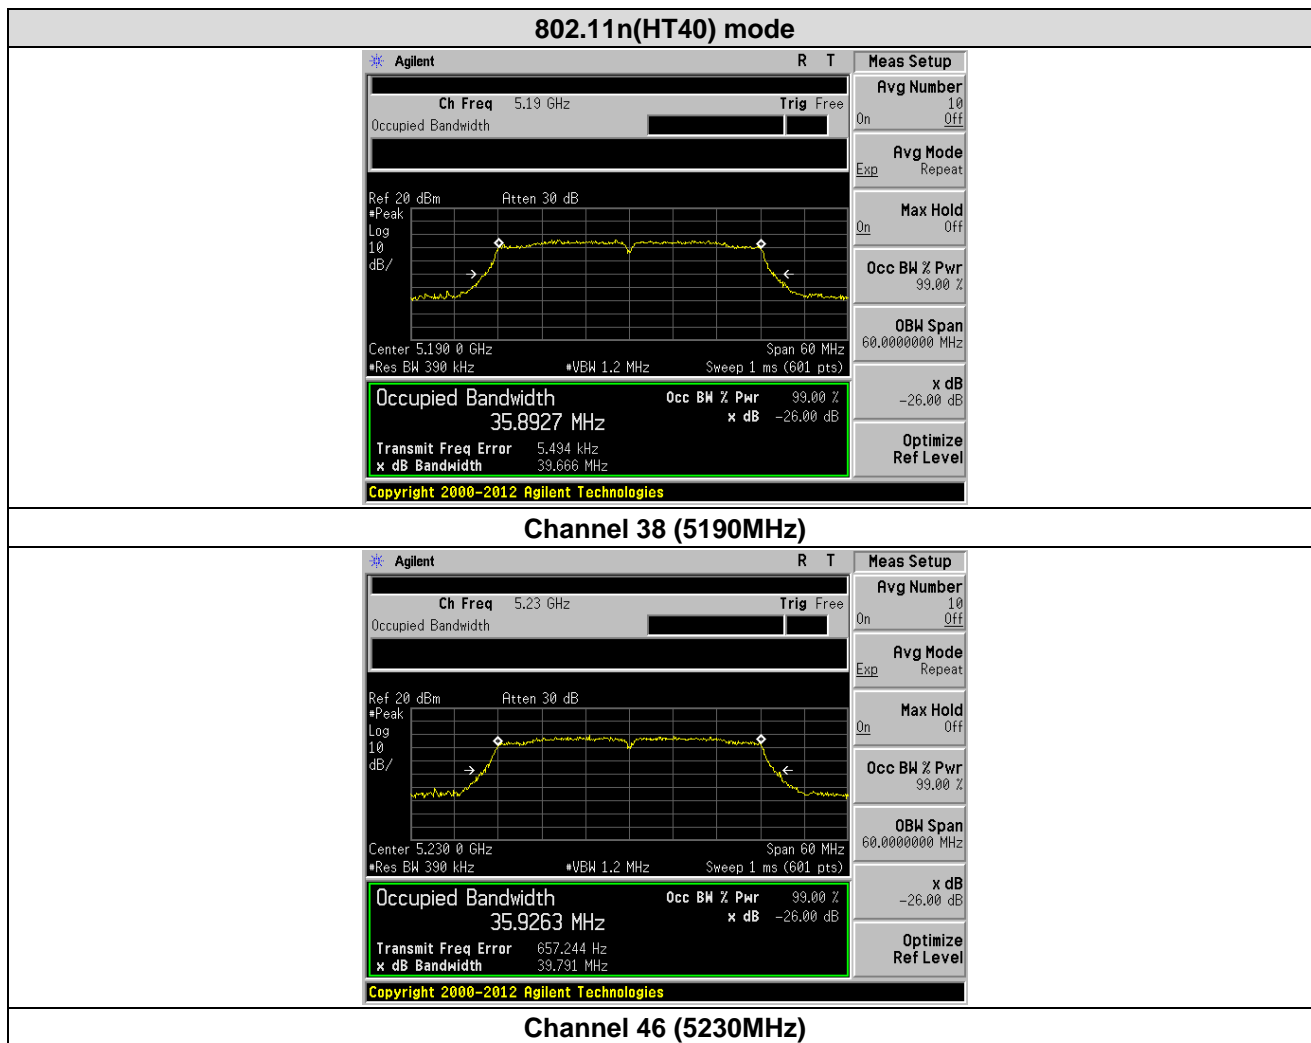 802.11n(HT40) mode
Agilent R T Meas Setup
Ch Freq 5.19 GHz Trig Free
Occupied Bandwidth
Avg Number
10
On Off
Avg Mode
Exp Repeat
Max Hold
On Off
Occ BW % Pwr
99.00 %
OBW Span
60.0000000 MHz
x dB
-26.00 dB
Optimize
Ref Level
Ref 20 dBm Atten 30 dB
#Peak
Log
10
dB/
Center 5.190 0 GHz Span 60 MHz
#Res BW 390 kHz #VBW 1.2 MHz Sweep 1 ms (601 pts)
Occupied Bandwidth Occ BW % Pwr 99.00 %
35.8927 MHz x dB -26.00 dB
Transmit Freq Error 5.494 kHz
x dB Bandwidth 39.666 MHz
Copyright 2000-2012 Agilent Technologies
Channel 38 (5190MHz)
Agilent R T Meas Setup
Ch Freq 5.23 GHz Trig Free
Occupied Bandwidth
Avg Number
10
On Off
Avg Mode
Exp Repeat
Max Hold
On Off
Occ BW % Pwr
99.00 %
OBW Span
60.0000000 MHz
x dB
-26.00 dB
Optimize
Ref Level
Ref 20 dBm Atten 30 dB
#Peak
Log
10
dB/
Center 5.230 0 GHz Span 60 MHz
#Res BW 390 kHz #VBW 1.2 MHz Sweep 1 ms (601 pts)
Occupied Bandwidth Occ BW % Pwr 99.00 %
35.9263 MHz x dB -26.00 dB
Transmit Freq Error 657.244 Hz
x dB Bandwidth 39.791 MHz
Copyright 2000-2012 Agilent Technologies
Channel 46 (5230MHz)